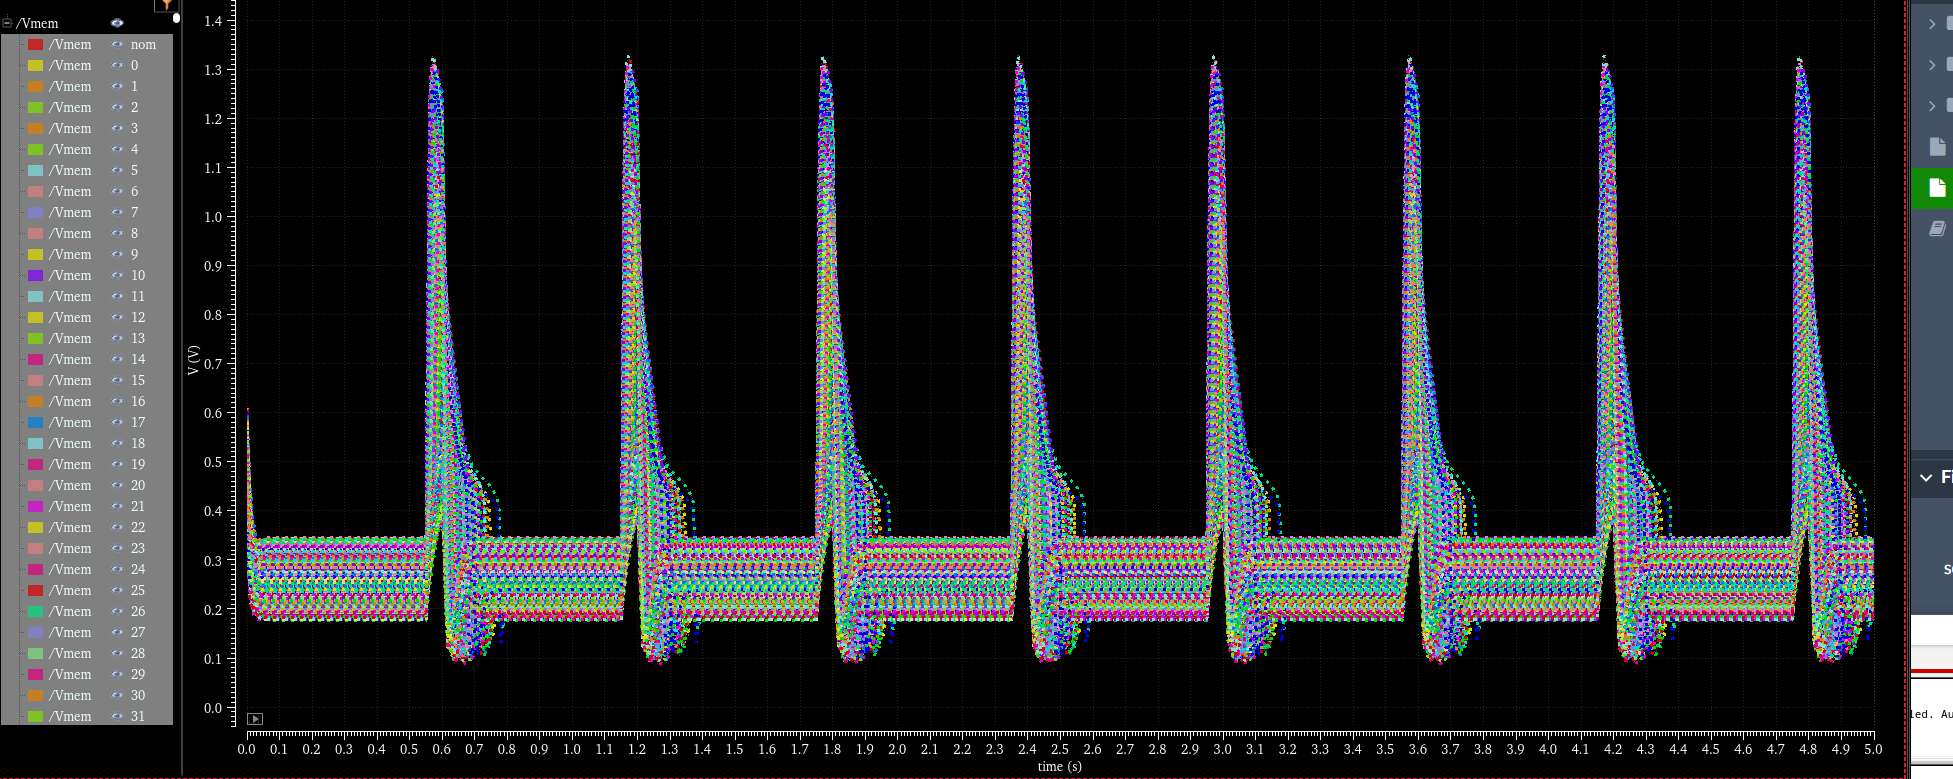 /Vmem
/Vmem nom
/Vmem 0
/Vmem 1
/Vmem 2
/Vmem 3
/Vmem 4
/Vmem 5
/Vmem 6
/Vmem 7
/Vmem 8
/Vmem 9
/Vmem 10
/Vmem 11
/Vmem 12
/Vmem 13
/Vmem 14
/Vmem 15
/Vmem 16
/Vmem 17
/Vmem 18
/Vmem 19
/Vmem 20
/Vmem 21
/Vmem 22
/Vmem 23
/Vmem 24
/Vmem 25
/Vmem 26
/Vmem 27
/Vmem 28
/Vmem 29
/Vmem 30
/Vmem 31
V (V)
1.4
1.3
1.2
1.1
1.0
0.9
0.8
0.7
0.6
0.5
0.4
0.3
0.2
0.1
0.0
0.0 0.1 0.2 0.3 0.4 0.5 0.6 0.7 0.8 0.9 1.0 1.1 1.2 1.3 1.4 1.5 1.6 1.7 1.8 1.9 2.0 2.1 2.2 2.3 2.4 2.5 2.6 2.7 2.8 2.9 3.0 3.1 3.2 3.3 3.4 3.5 3.6 3.7 3.8 3.9 4.0 4.1 4.2 4.3 4.4 4.5 4.6 4.7 4.8 4.9 5.0
time (s)
led. Au